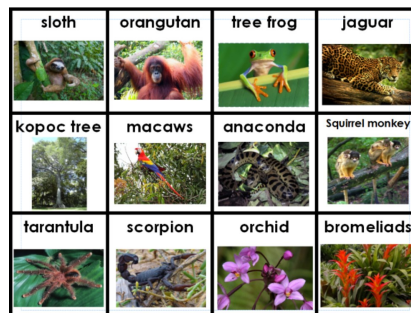 sloth
orangutan
tree frog
jaguar
kopoc tree
macaws
anaconda
Squirrel monkey
tarantula
scorpion
orchid
bromeliads